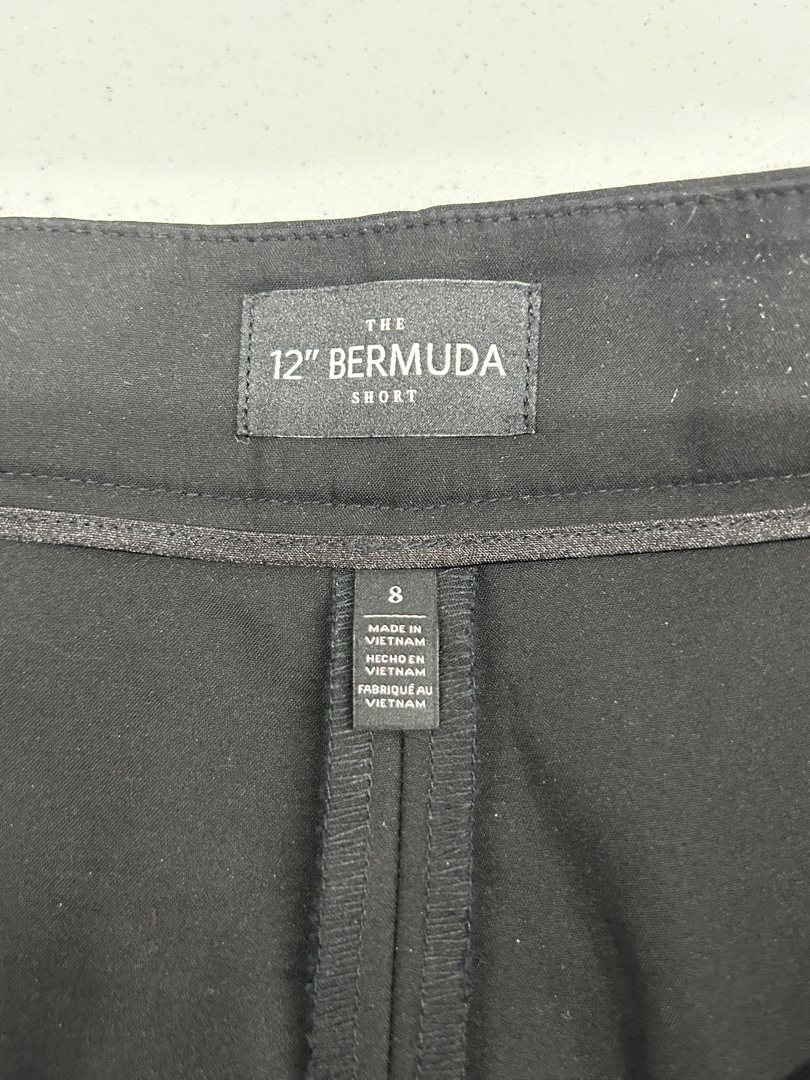 THE
12" BERMUDA
SHORT
8
MADE IN
VIETNAM
HECHO EN
VIETNAM
FABRIQUÉ AU
VIETNAM